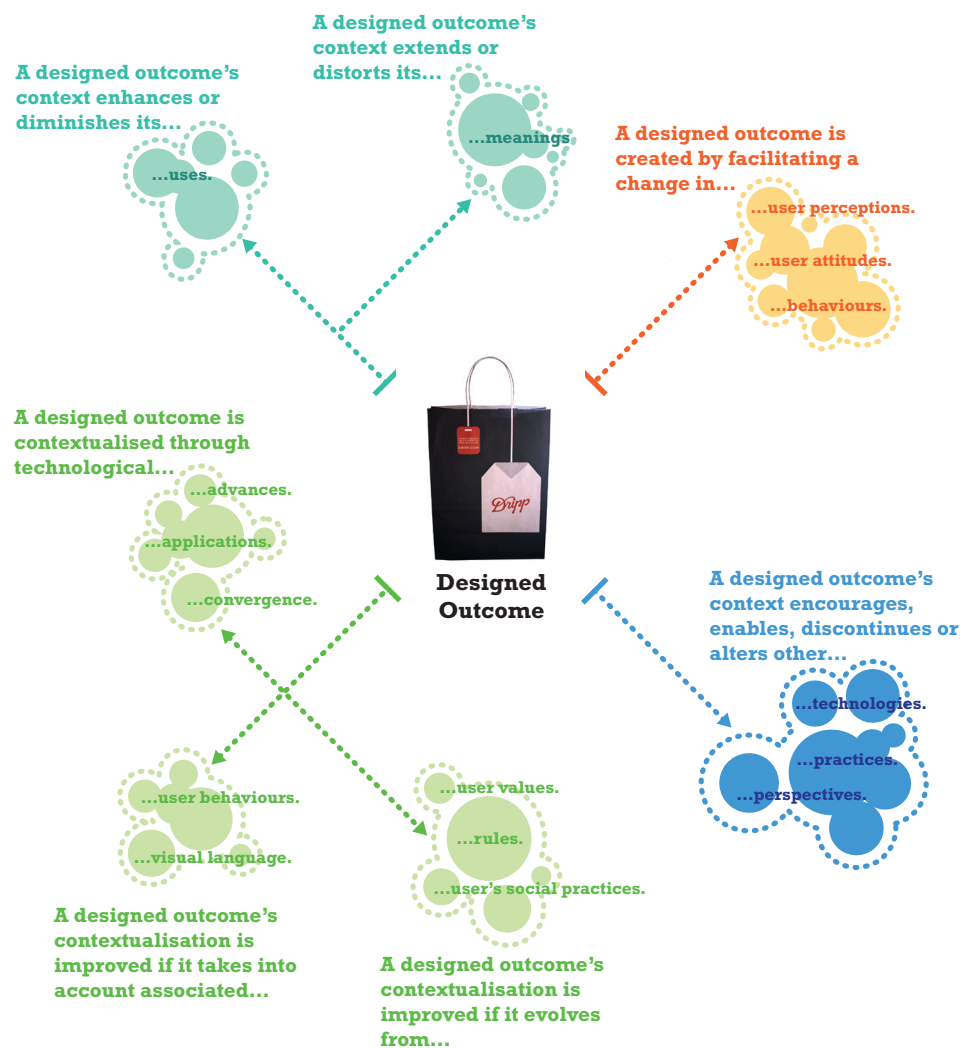 A designed outcome’s
context extends or
distorts its...
...meanings
A designed outcome’s
context enhances or
diminishes its...
...uses.
A designed outcome is
created by facilitating a
change in...
...user perceptions.
...user attitudes.
...behaviours.
A designed outcome is
contextualised through
technological...
...advances.
...applications.
...convergence.
Dripp
Designed
Outcome
A designed outcome’s
context encourages,
enables, discontinues or
alters other...
...technologies.
...practices.
...perspectives.
...user behaviours.
...visual language.
A designed outcome’s
contextualisation is
improved if it takes into
account associated...
...user values.
...rules.
...user’s social practices.
A designed outcome’s
contextualisation is
improved if it evolves
from...